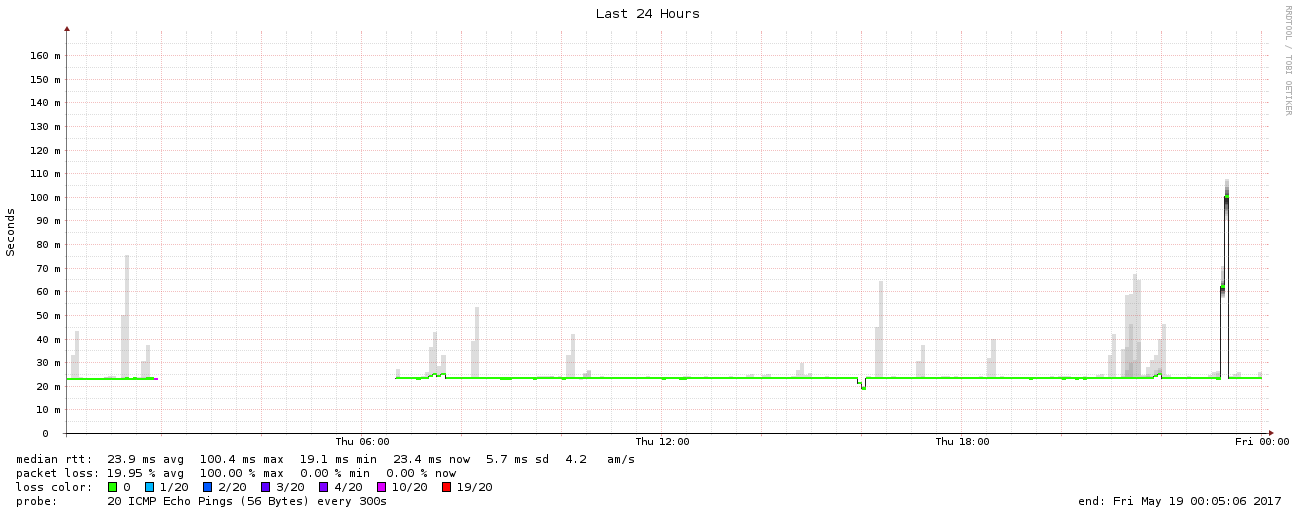 Last 24 Hours
RRDTOOL / TOBI OETIKER
Seconds
160 m
150 m
140 m
130 m
120 m
110 m
100 m
90 m
80 m
70 m
60 m
50 m
40 m
30 m
20 m
10 m
0
Thu 06:00 Thu 12:00 Thu 18:00 Fri 00:00
median rtt: 23.9 ms avg 100.4 ms max 19.1 ms min 23.4 ms now 5.7 ms sd 4.2 am/s
packet loss: 19.95 % avg 100.00 % max 0.00 % min 0.00 % now
loss color: 0 1/20 2/20 3/20 4/20 10/20 19/20
probe: 20 ICMP Echo Pings (56 Bytes) every 300s end: Fri May 19 00:05:06 2017